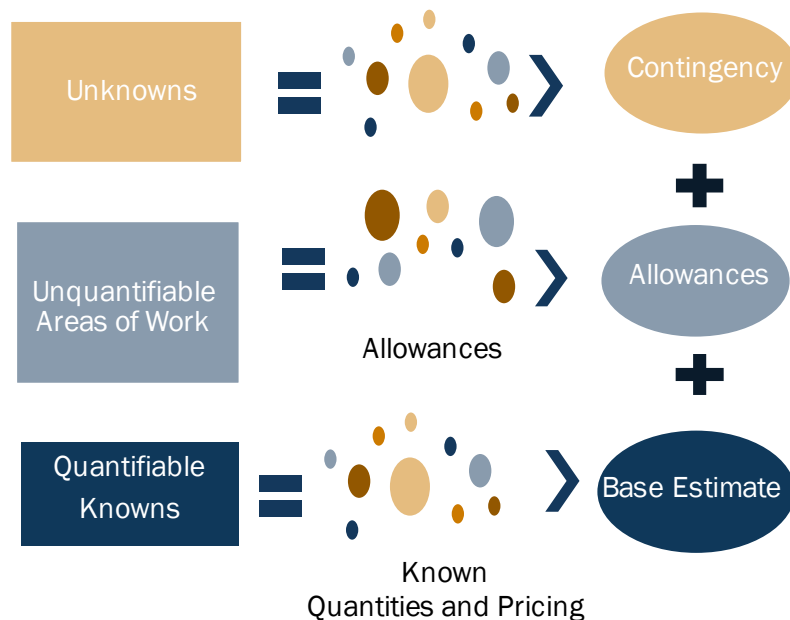 Unknowns
Contingency
Unquantifiable
Areas of Work
Allowances
Allowances
Quantifiable
Knowns
Base Estimate
Known
Quantities and Pricing